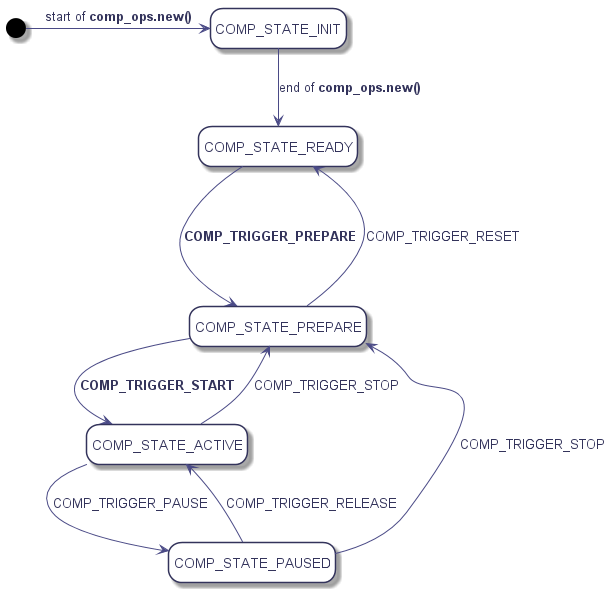 start of comp_ops.new()
COMP_STATE_INIT
end of comp_ops.new()
COMP_STATE_READY
COMP_TRIGGER_PREPARE
COMP_TRIGGER_RESET
COMP_STATE_PREPARE
COMP_TRIGGER_START
COMP_TRIGGER_STOP
COMP_STATE_ACTIVE
COMP_TRIGGER_STOP
COMP_TRIGGER_PAUSE
COMP_TRIGGER_RELEASE
COMP_STATE_PAUSED